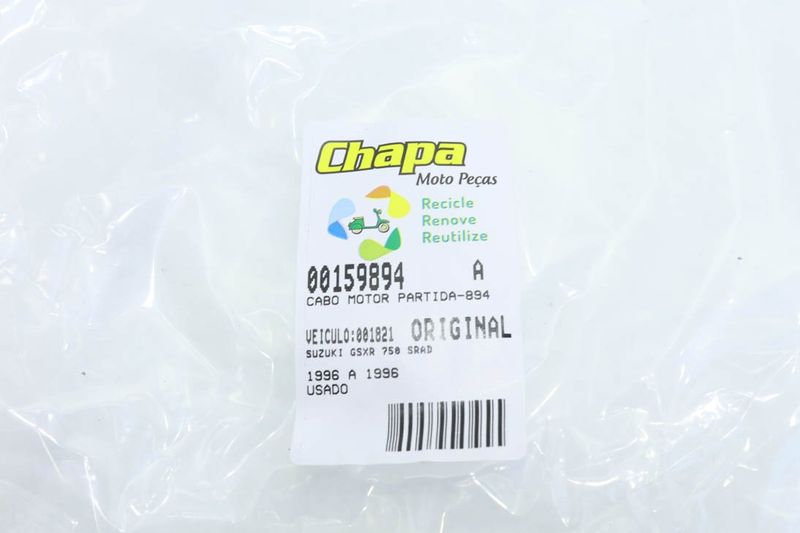 Chapa
Moto Peças
Recicle
Renove
Reutilize
00159894 A
CABO MOTOR PARTIDA-894
VEICULO:001821 ORIGINAL
SUZUKI GSXR 750 SRAD
1996 A 1996
USADO